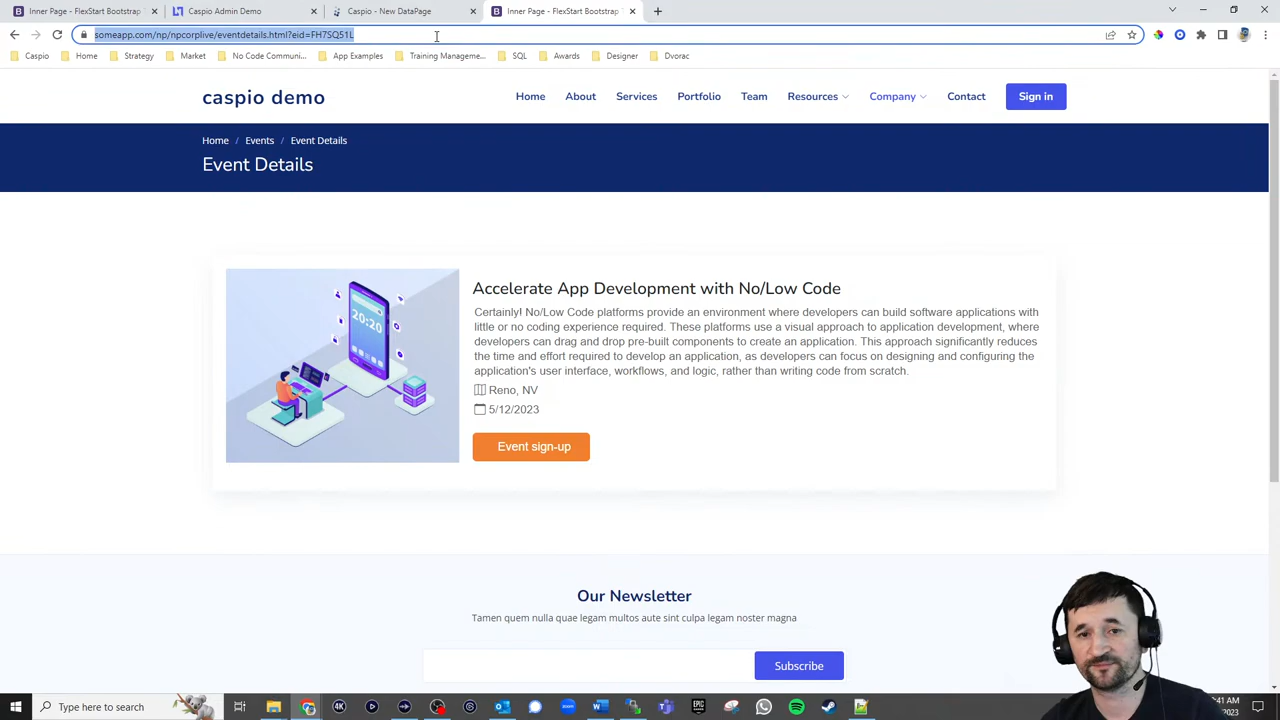 Inner Page - FlexStart Bootstrap
Caspio Admin Demo
Caspio - New DataPage
Inner Page - FlexStart Bootstrap
someapp.com/np/npcorplive/eventdetails.html?eid=FH7SQ51L
Caspio
Home
Strategy
Market
No Code Communi...
App Examples
Training Manageme...
SQL
Awards
Designer
Dvorac
caspio demo
Home
About
Services
Portfolio
Team
Resources
Company
Contact
Sign in
Home / Events / Event Details
Event Details
20:20
Accelerate App Development with No/Low Code
Certainly! No/Low Code platforms provide an environment where developers can build software applications with
little or no coding experience required. These platforms use a visual approach to application development, where
developers can drag and drop pre-built components to create an application. This approach significantly reduces
the time and effort required to develop an application, as developers can focus on designing and configuring the
application's user interface, workflows, and logic, rather than writing code from scratch.
Reno, NV
5/12/2023
Event sign-up
Our Newsletter
Tamen quem nulla quae legam multos aute sint culpa legam noster magna
Subscribe
Type here to search
4K
EPIC
:41 AM
2023